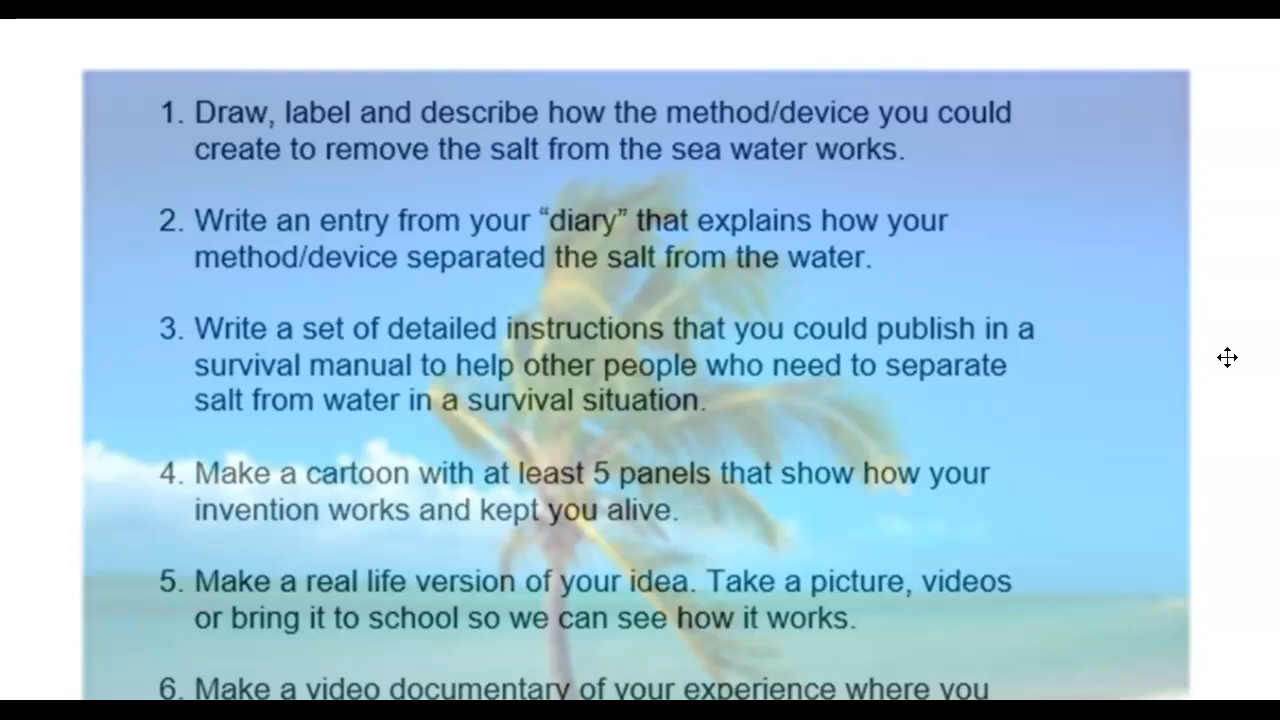 1. Draw, label and describe how the method/device you could
create to remove the salt from the sea water works.
2. Write an entry from your “diary” that explains how your
method/device separated the salt from the water.
3. Write a set of detailed instructions that you could publish in a
survival manual to help other people who need to separate
salt from water in a survival situation.
4. Make a cartoon with at least 5 panels that show how your
invention works and kept you alive.
5. Make a real life version of your idea. Take a picture, videos
or bring it to school so we can see how it works.
6. Make a video documentary of your experience where you